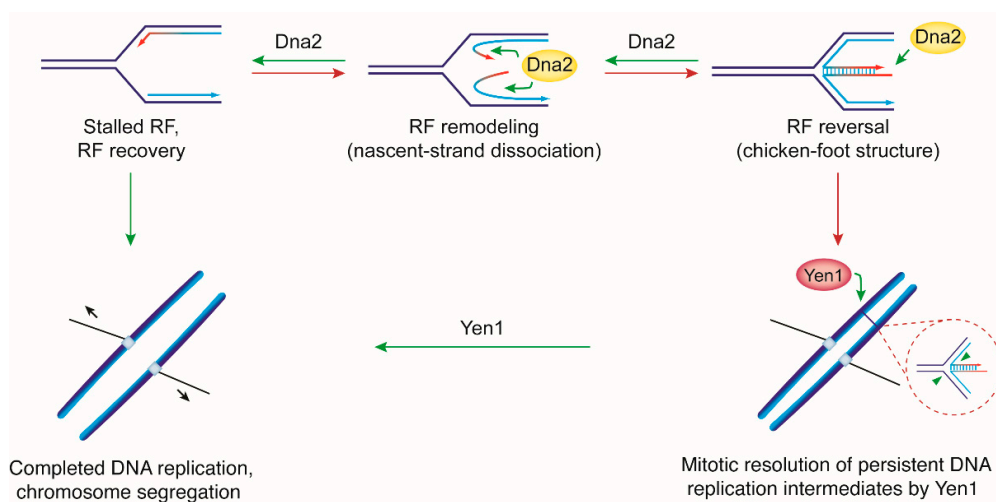 Dna2
Dna2
Dna2
Dna2
Stalled RF,
RF recovery
RF remodeling
(nascent-strand dissociation)
RF reversal
(chicken-foot structure)
Yen1
Yen1
Completed DNA replication,
chromosome segregation
Mitotic resolution of persistent DNA
replication intermediates by Yen1